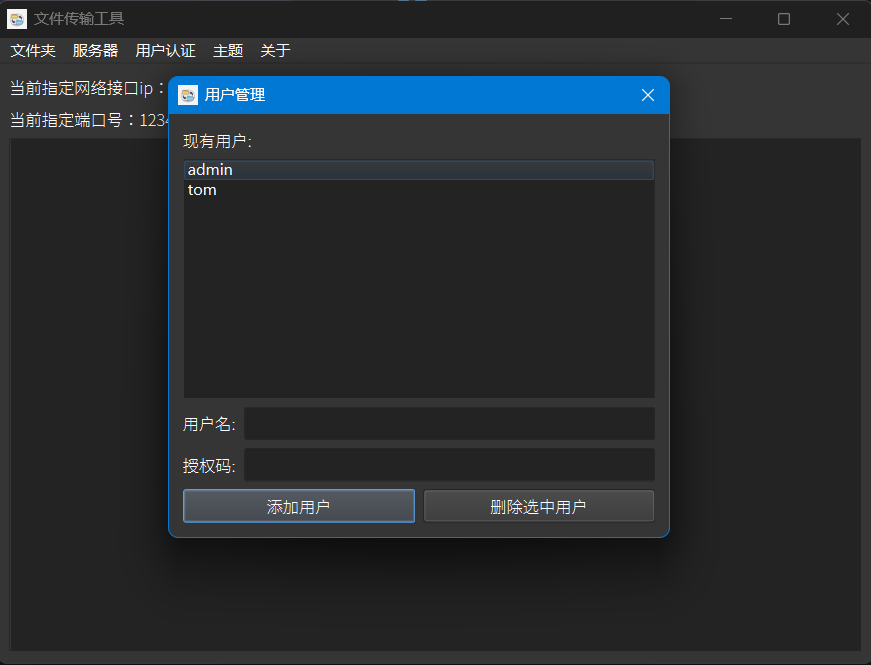 文件传输工具
文件夹 服务器 用户认证 主题 关于
当前指定网络接口ip：
当前指定端口号：1234
用户管理
现有用户:
admin
tom
用户名:
授权码:
添加用户 删除选中用户